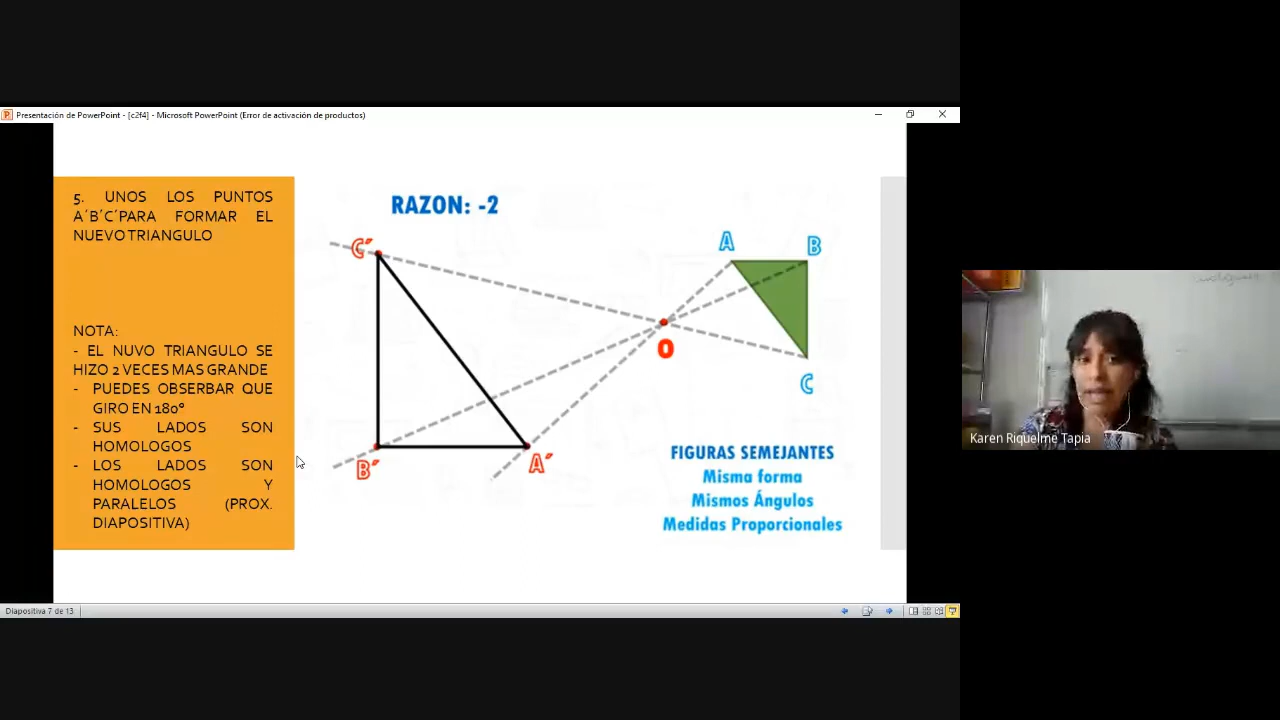 Presentación de PowerPoint - [c2f4] - Microsoft PowerPoint (Error de activación de productos)
5. UNOS LOS PUNTOS
A´B´C´PARA FORMAR EL
NUEVO TRIANGULO
NOTA:
- EL NUVO TRIANGULO SE
HIZO 2 VECES MAS GRANDE
- PUEDES OBSERBAR QUE
GIRO EN 180º
- SUS LADOS SON
HOMOLOGOS
- LOS LADOS SON
HOMOLOGOS Y
PARALELOS (PROX.
DIAPOSITIVA)
RAZON: -2
C´
A
B
O
C
B´
A´
FIGURAS SEMEJANTES
Misma forma
Mismos Ángulos
Medidas Proporcionales
Karen Riquelme Tapia
Diapositiva 7 de 13